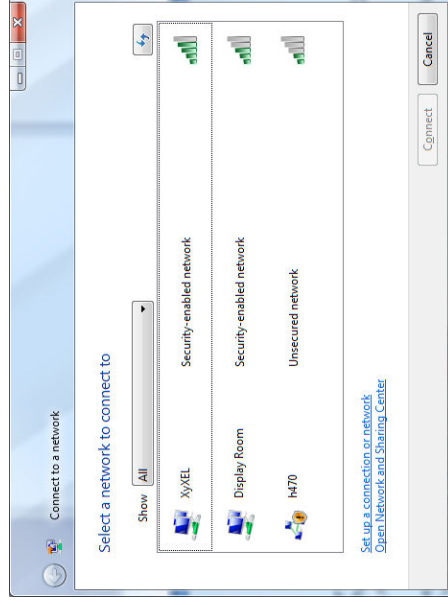 Connect to a network
Select a network to connect to
Show All
XyXEL Security-enabled network
Display Room Security-enabled network
h470 Unsecured network
Set up a connection or network
Open Network and Sharing Center
Connect Cancel